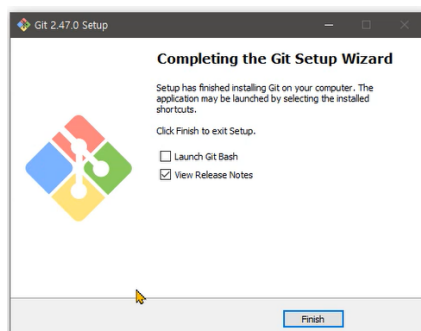 Git 2.47.0 Setup
Completing the Git Setup Wizard
Setup has finished installing Git on your computer. The
application may be launched by selecting the installed
shortcuts.
Click Finish to exit Setup.
Launch Git Bash
View Release Notes
Finish